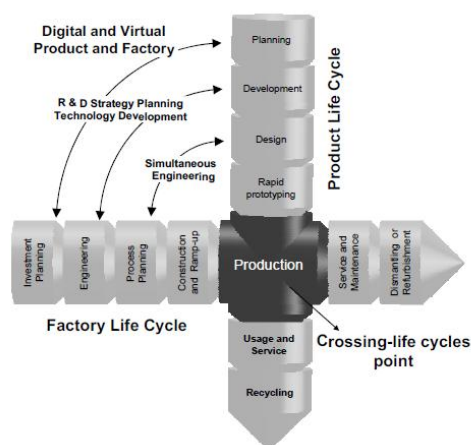 Digital and Virtual
Product and Factory
R & D Strategy Planning
Technology Development
Simultaneous
Engineering
Planning
Development
Design
Rapid
prototyping
Product Life Cycle
Investment
Planning
Engineering
Process
Planning
Construction
and Ramp-up
Production
Service and
Maintenance
Dismantling or
Refurbishment
Factory Life Cycle
Usage and
Service
Recycling
Crossing-life cycles
point